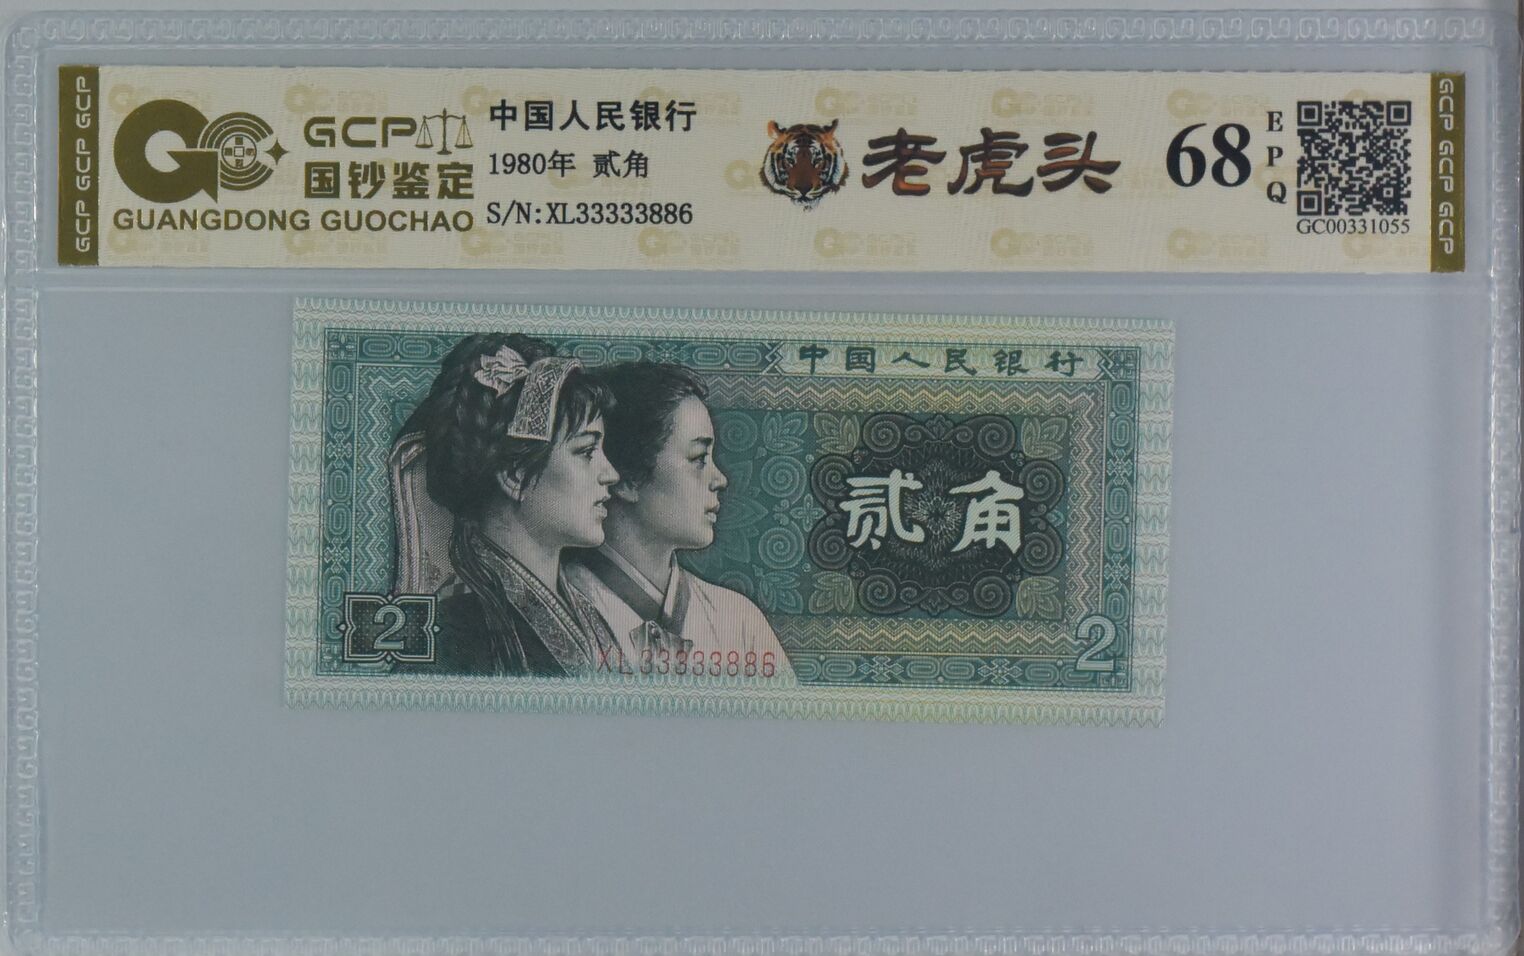 GCP GCP GCP
GC
GCP
国钞鉴定
GUANGDONG GUOCHAO
中国人民银行
1980年 贰角
S/N:XL33333886
老虎头
68
EPQ
GC00331055
GCP GCP GCP
中国人民银行
贰角
2
2
XL33333886